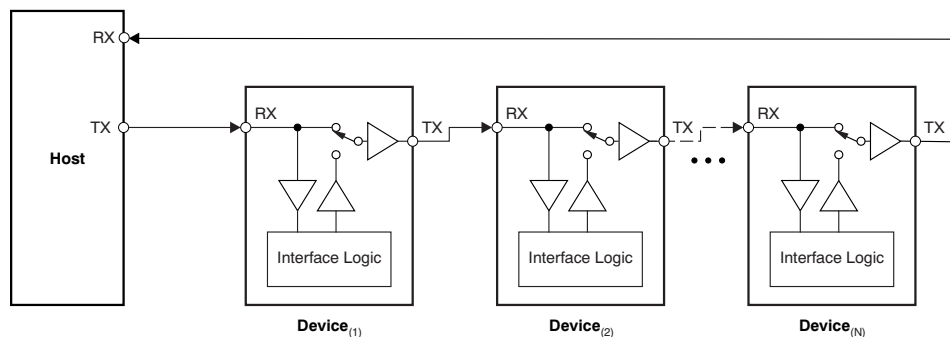 RX
TX
Host
RX
TX
Interface Logic
Device(1)
RX
TX
Interface Logic
Device(2)
RX
TX
Interface Logic
Device(N)